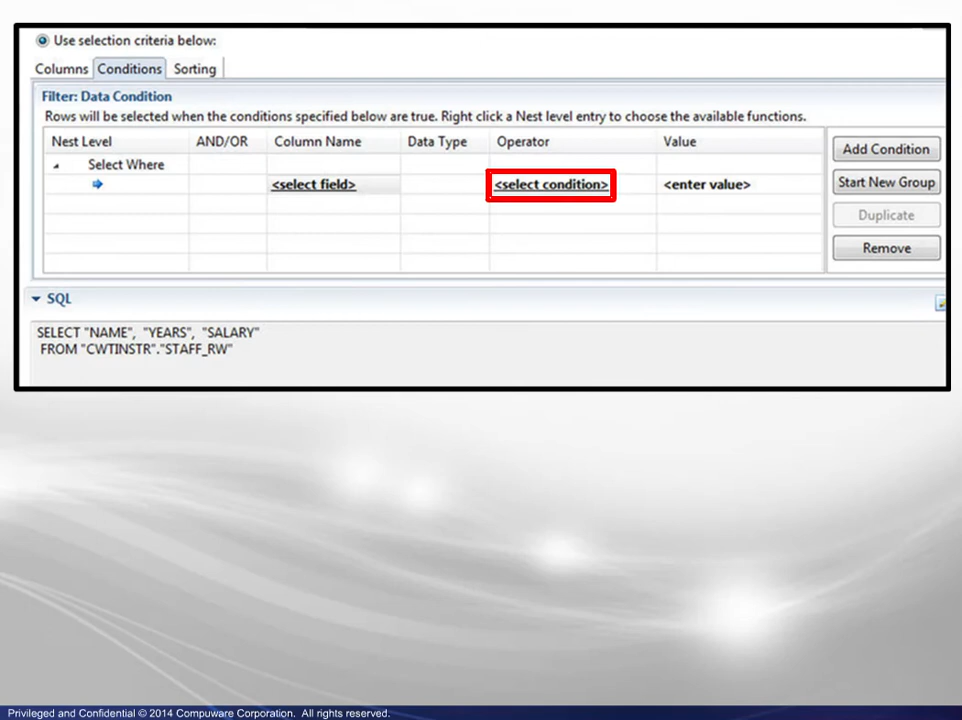 Use selection criteria below:
Columns Conditions Sorting
Filter: Data Condition
Rows will be selected when the conditions specified below are true. Right click a Nest level entry to choose the available functions.
Nest Level AND/OR Column Name Data Type Operator Value
Select Where
<select field> <select condition> <enter value>
Add Condition
Start New Group
Duplicate
Remove
SQL
SELECT "NAME", "YEARS", "SALARY"
FROM "CWTINSTR"."STAFF_RW"
Privileged and Confidential © 2014 Compuware Corporation. All rights reserved.